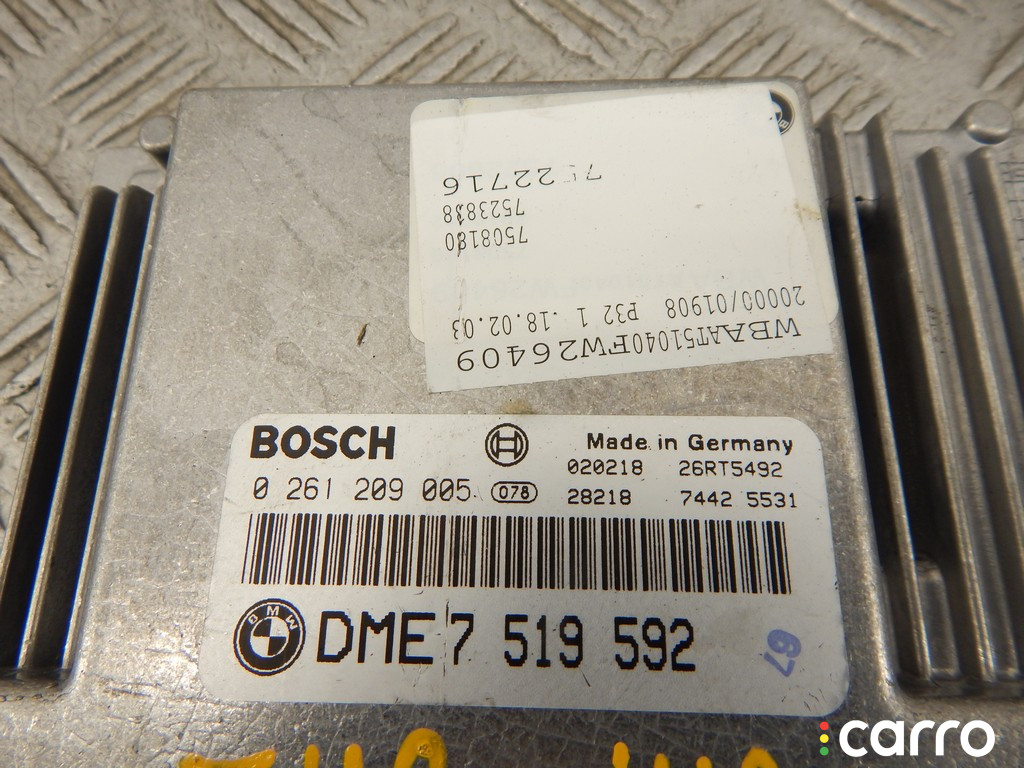 7522716
7523838
7508180
20000/01908 P32 1 .18.02.03
WBAAT51040FW26409
BOSCH
Made in Germany
020218 26RT5492
0 261 209 005 078 28218 7442 5531
BMW DME 7 519 592
67
carro